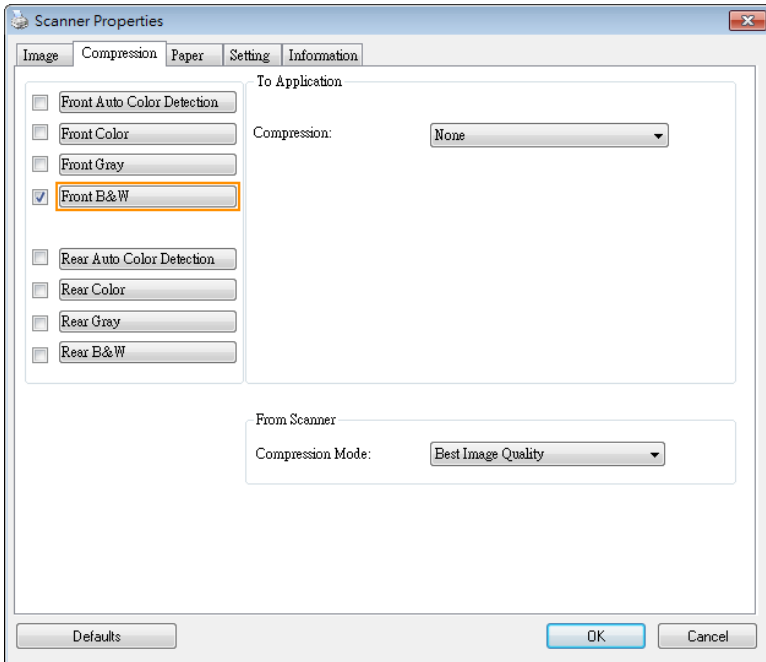 Scanner Properties
Image Compression Paper Setting Information
Front Auto Color Detection
Front Color
Front Gray
Front B&W
Rear Auto Color Detection
Rear Color
Rear Gray
Rear B&W
To Application
Compression: None
From Scanner
Compression Mode: Best Image Quality
Defaults OK Cancel